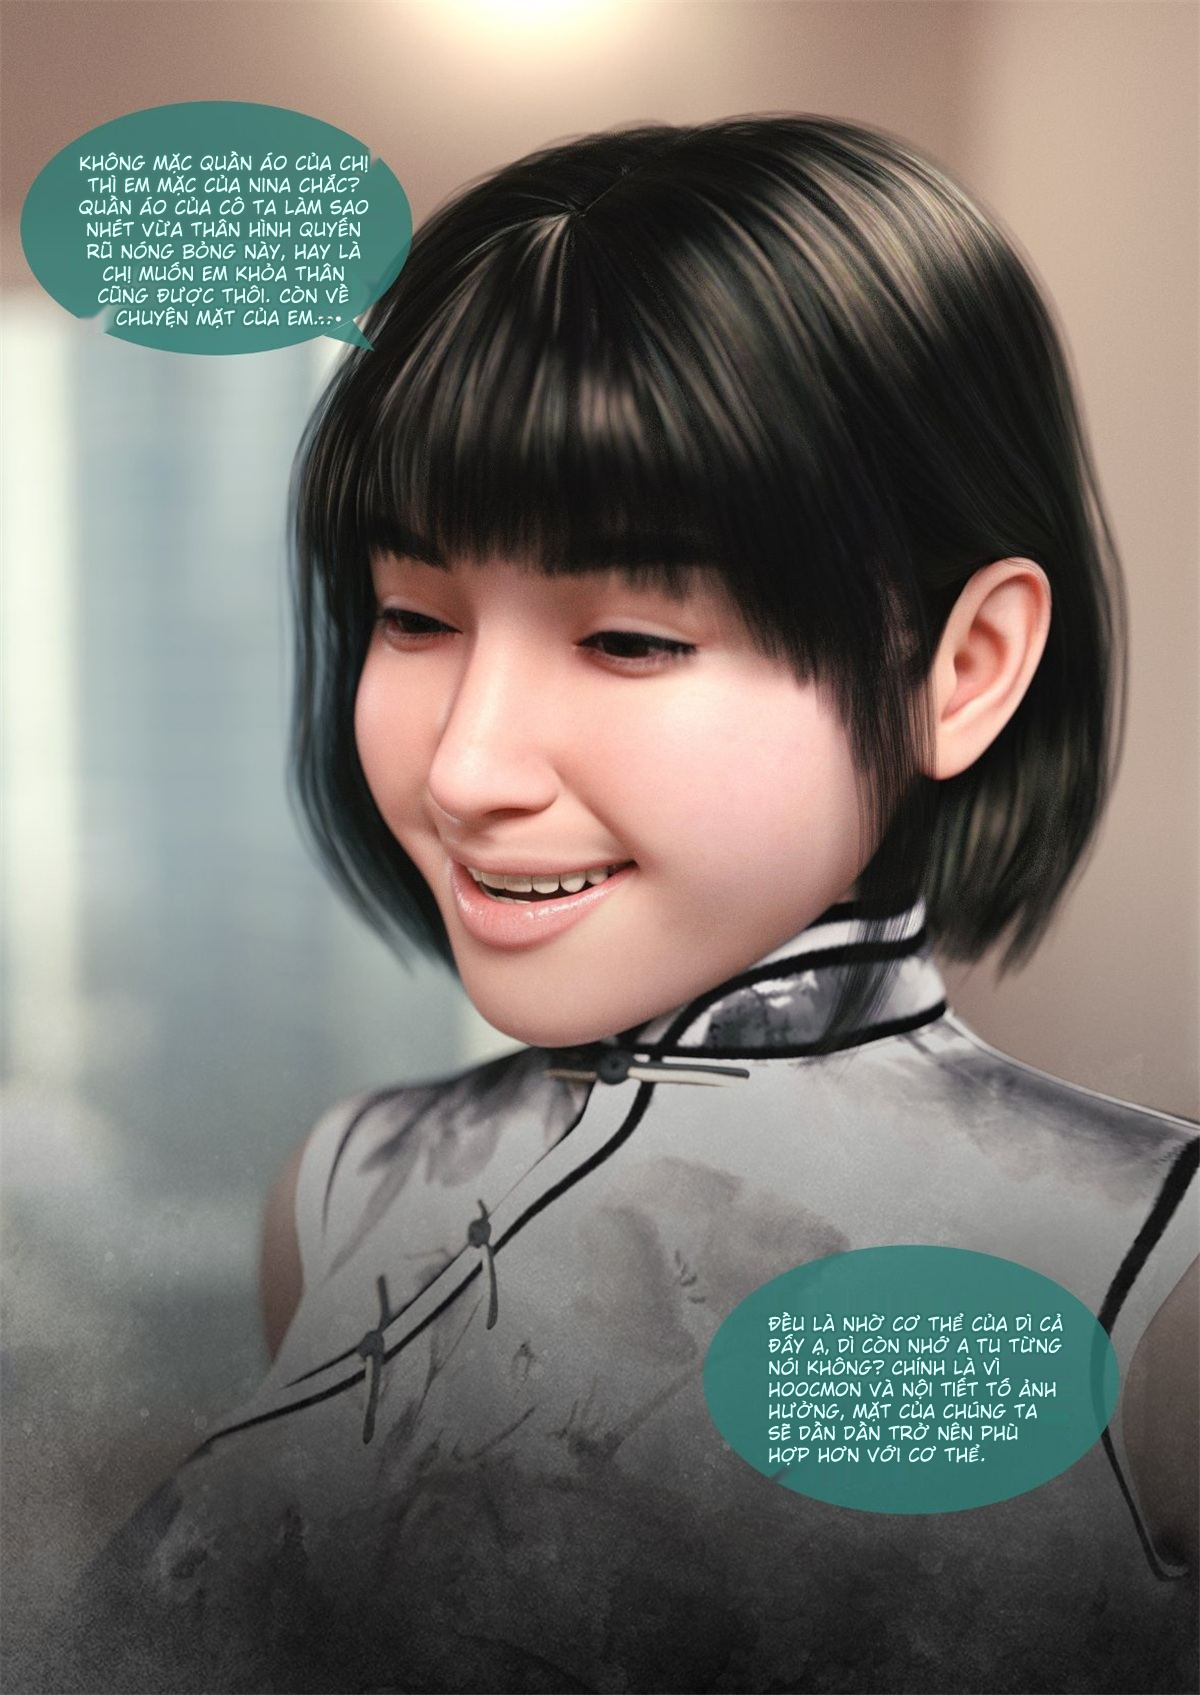 KHÔNG MẶC QUẦN ÁO CỦA CHỊ
THÌ EM MẶC CỦA NINA CHẮC?
QUẦN ÁO CỦA CÔ TA LÀM SAO
NHÉT VỪA THÂN HÌNH QUYẾN
RŨ NÓNG BỎNG NÀY, HAY LÀ
CHỊ MUỐN EM KHỎA THÂN
CŨNG ĐƯỢC THÔI. CÒN VỀ
CHUYỆN MẶT CỦA EM...
ĐỀU LÀ NHỜ CƠ THỂ CỦA DÌ CẢ
ĐẤY Ạ, DÌ CÒN NHỚ A TU TỪNG
NÓI KHÔNG? CHÍNH LÀ VÌ
HOOCMON VÀ NỘI TIẾT TỐ ẢNH
HƯỞNG, MẶT CỦA CHÚNG TA
SẼ DẦN DẦN TRỞ NÊN PHÙ
HỢP HƠN VỚI CƠ THỂ.